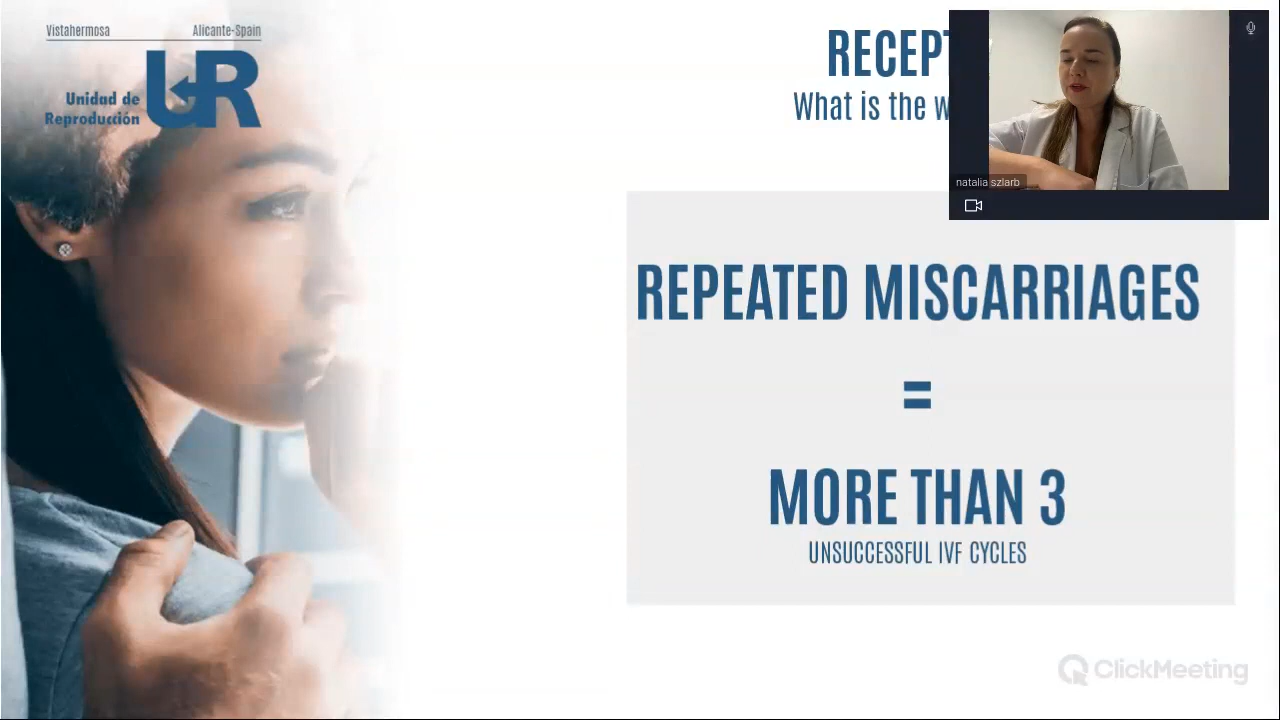 Vistahermosa Alicante-Spain
UR
Unidad de
Reproducción
RECEPT
What is the w
natalia szlarb
REPEATED MISCARRIAGES
=
MORE THAN 3
UNSUCCESSFUL IVF CYCLES
ClickMeeting